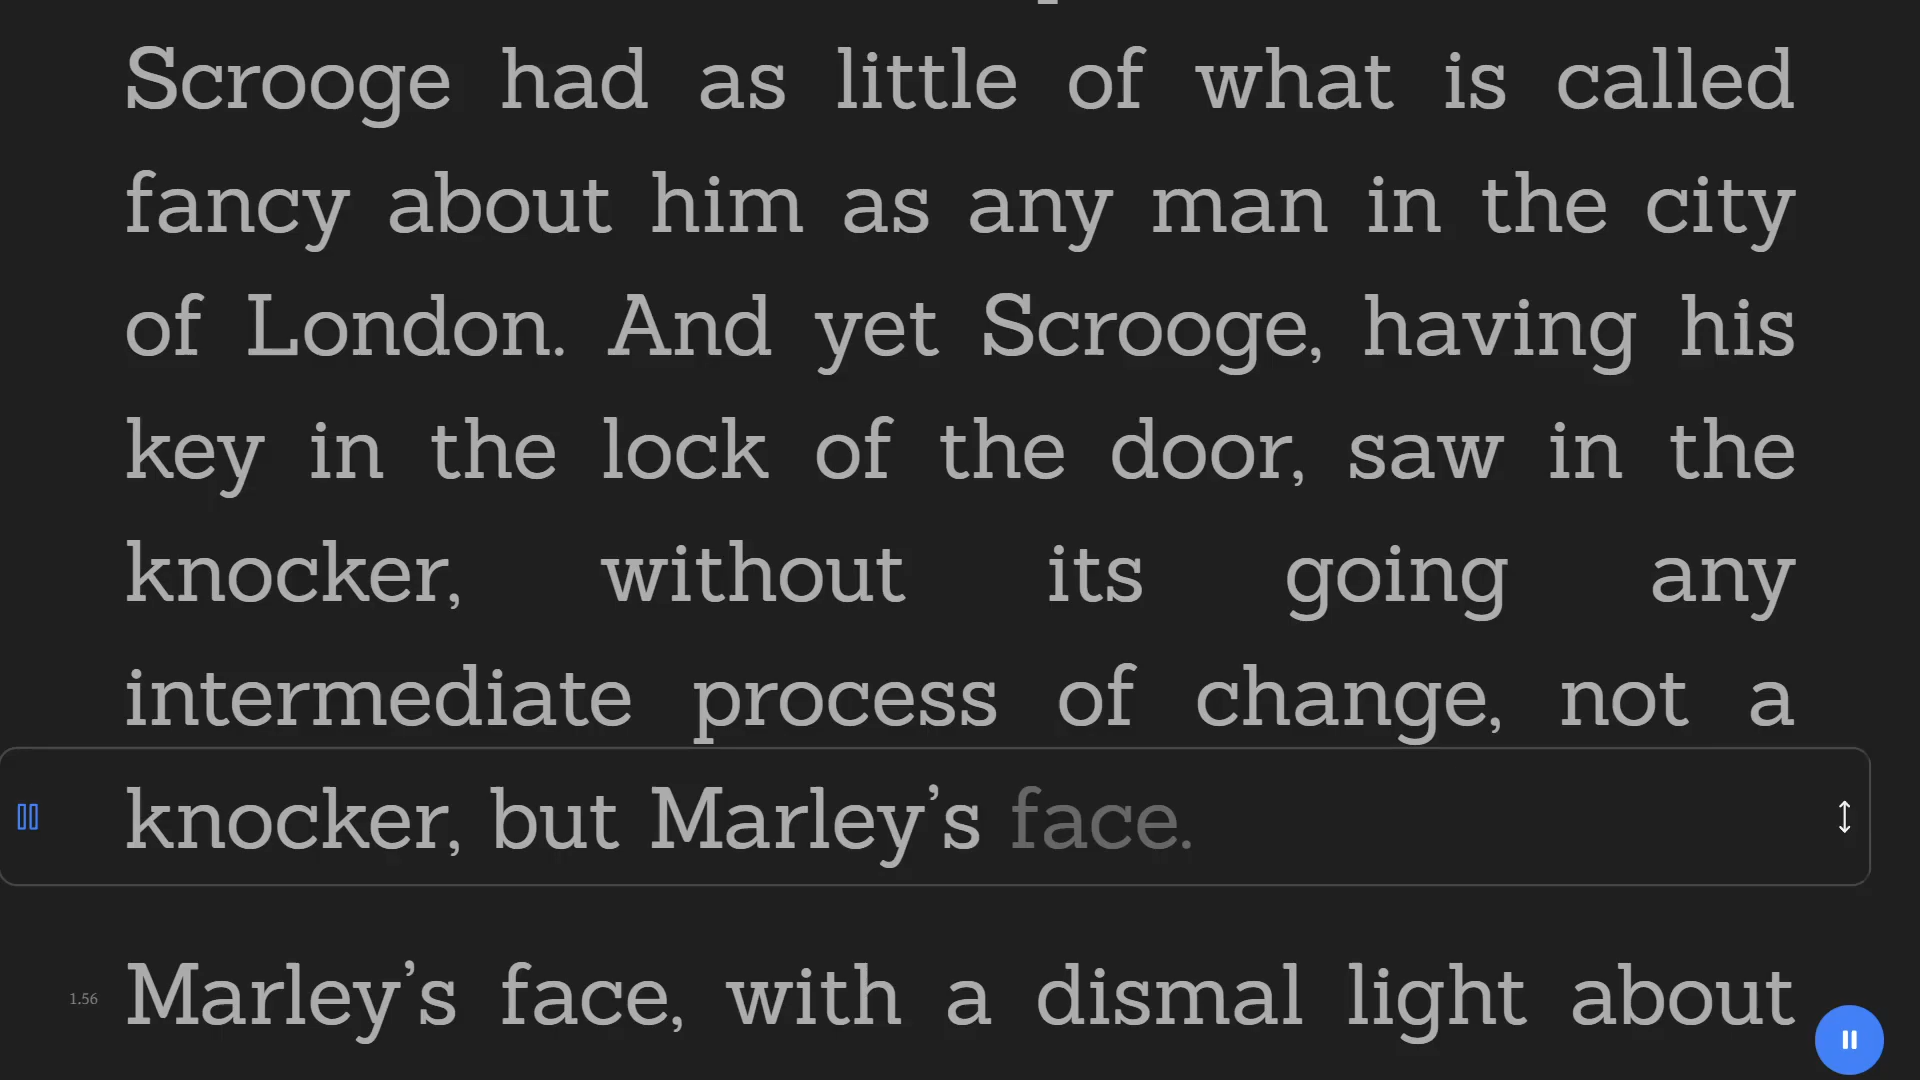 Scrooge had as little of what is called
fancy about him as any man in the city
of London. And yet Scrooge, having his
key in the lock of the door, saw in the
knocker, without its going any
intermediate process of change, not a
knocker, but Marley’s face.
1.56 Marley’s face, with a dismal light about